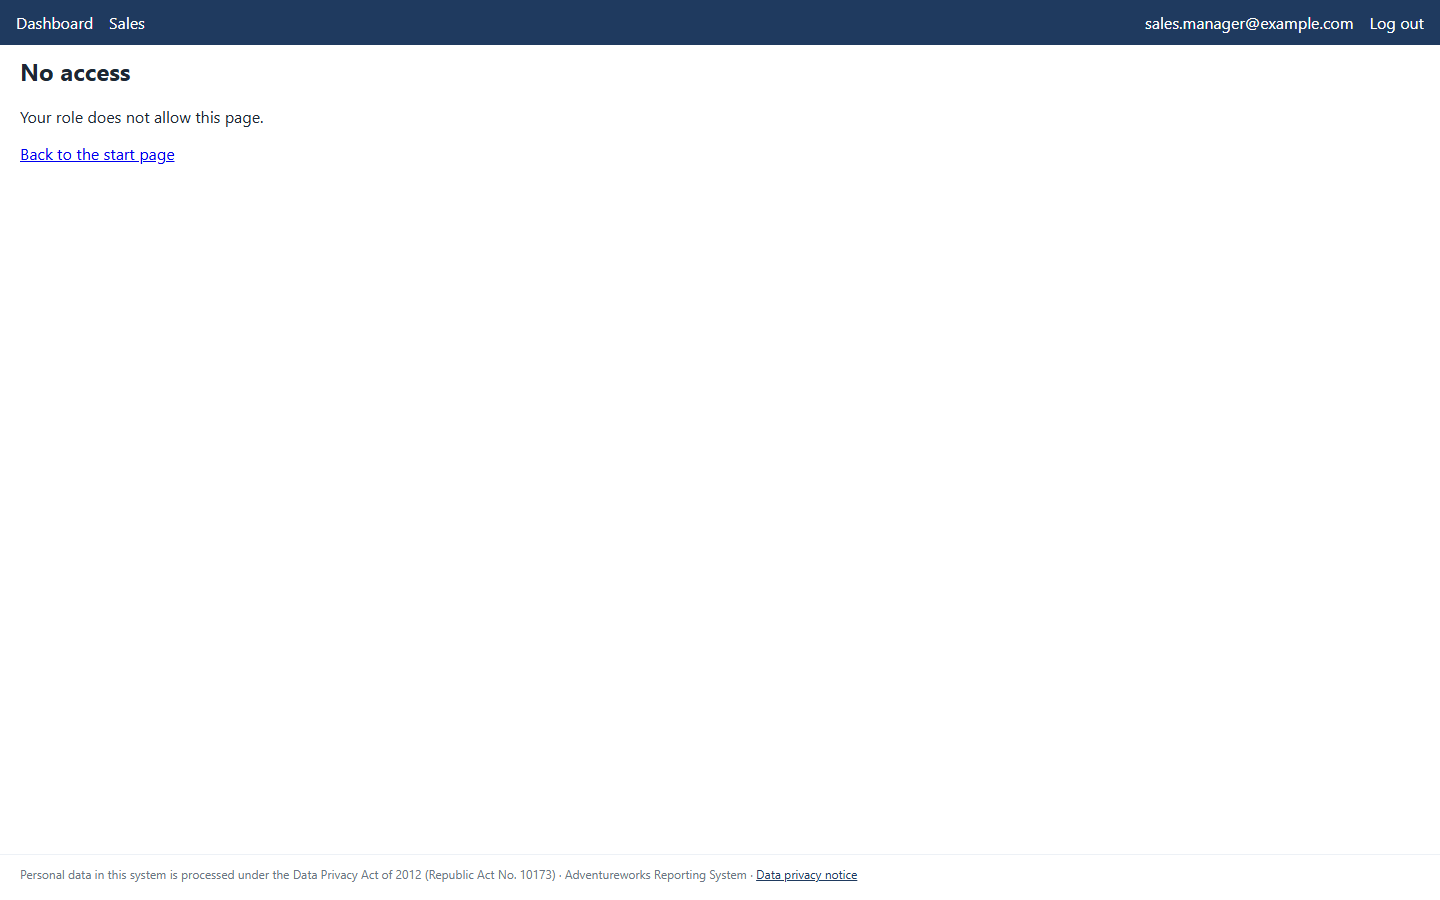 Dashboard Sales sales.manager@example.com Log out
No access
Your role does not allow this page.
Back to the start page
Personal data in this system is processed under the Data Privacy Act of 2012 (Republic Act No. 10173) · Adventureworks Reporting System · Data privacy notice